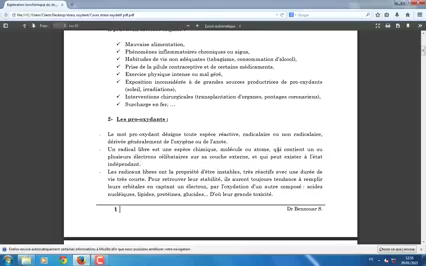 ✓ Mauvaise alimentation,
✓ Phénomènes inflammatoires chroniques ou aigus,
✓ Habitudes de vis non adéquates (tabagisme, consommation d'alcool),
✓ Prise de la pilule contraceptive et de certains médicaments,
✓ Exercice physique intense ou mal géré,
✓ Exposition inconsidérée à de grandes sources productrices de pro-oxydants
(soleil, irradiations),
✓ Interventions chirurgicales (transplantation d'organes, pontages coronariens),
✓ Surcharge en fer; ...
2- Les pro-oxydants :
- Le mot pro-oxydant désigne toute espèce réactive, radicalaire ou non radicalaire,
dérivée généralement de l'oxygène ou de l'azote.
- Un radical libre est une espèce chimique, molécule ou atome, qui contient un ou
plusieurs électrons célibataires sur sa couche externe, et qui peut exister à l'état
indépendant.
- Les radicaux libres ont la propriété d'être instables, très réactifs avec une durée de
vie très courte. Pour retrouver leur stabilité, ils auront toujours tendance à remplir
leurs orbitales en captant un électron, par l'oxydation d'un autre composé : acides
nucléiques, lipides, protéines, glucides... D'où leur grande toxicité.
1 | Dr Benzouar S.